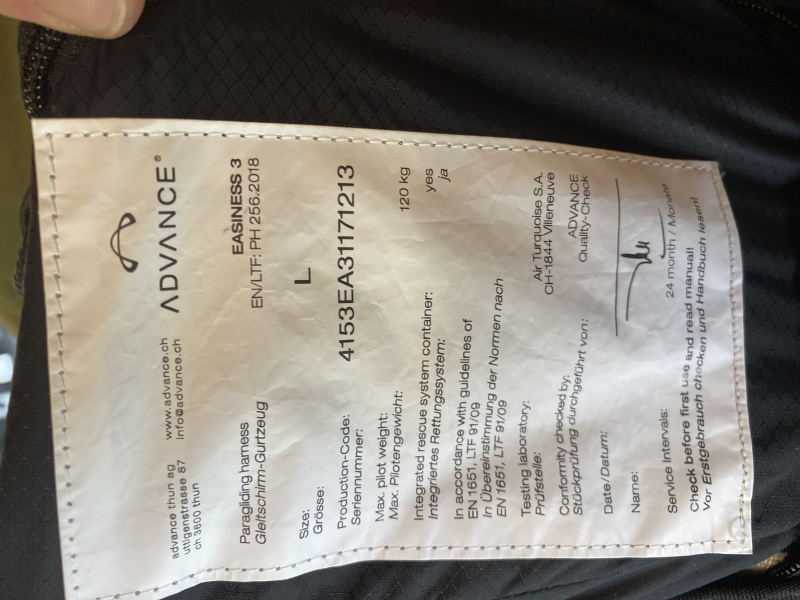 ADVANCE®
advance thun ag www.advance.ch
uttigenstrasse 87 info@advance.ch
ch 3600 thun
Paragliding harness EASINESS 3
Gleitschirm-Gurtzeug EN/LTF: PH 256.2018
Size: L
Grösse:
Production-Code: 4153EA31171213
Seriennummer:
Max. pilot weight: 120 kg
Max. Pilotengewicht:
Integrated rescue system container: yes
Integriertes Rettungssystem: ja
In accordance with guidelines of
EN 1651, LTF 91/09
In Übereinstimmung der Normen nach
EN 1651, LTF 91/09
Testing laboratory: Air Turquoise S.A.
Prüfstelle: CH-1844 Villeneuve
Conformity checked by: ADVANCE
Stückprüfung durchgeführt von: Quality-Check
Date/Datum:
Name:
Service Intervals: 24 month / Monate
Check before first use and read manual!
Vor Erstgebrauch checken und Handbuch lesen!